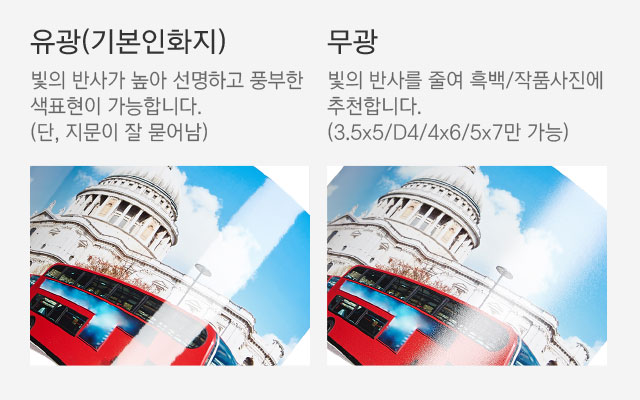 유광(기본인화지)
빛의 반사가 높아 선명하고 풍부한
색표현이 가능합니다.
(단, 지문이 잘 묻어남)
무광
빛의 반사를 줄여 흑백/작품사진에
추천합니다.
(3.5x5/D4/4x6/5x7만 가능)